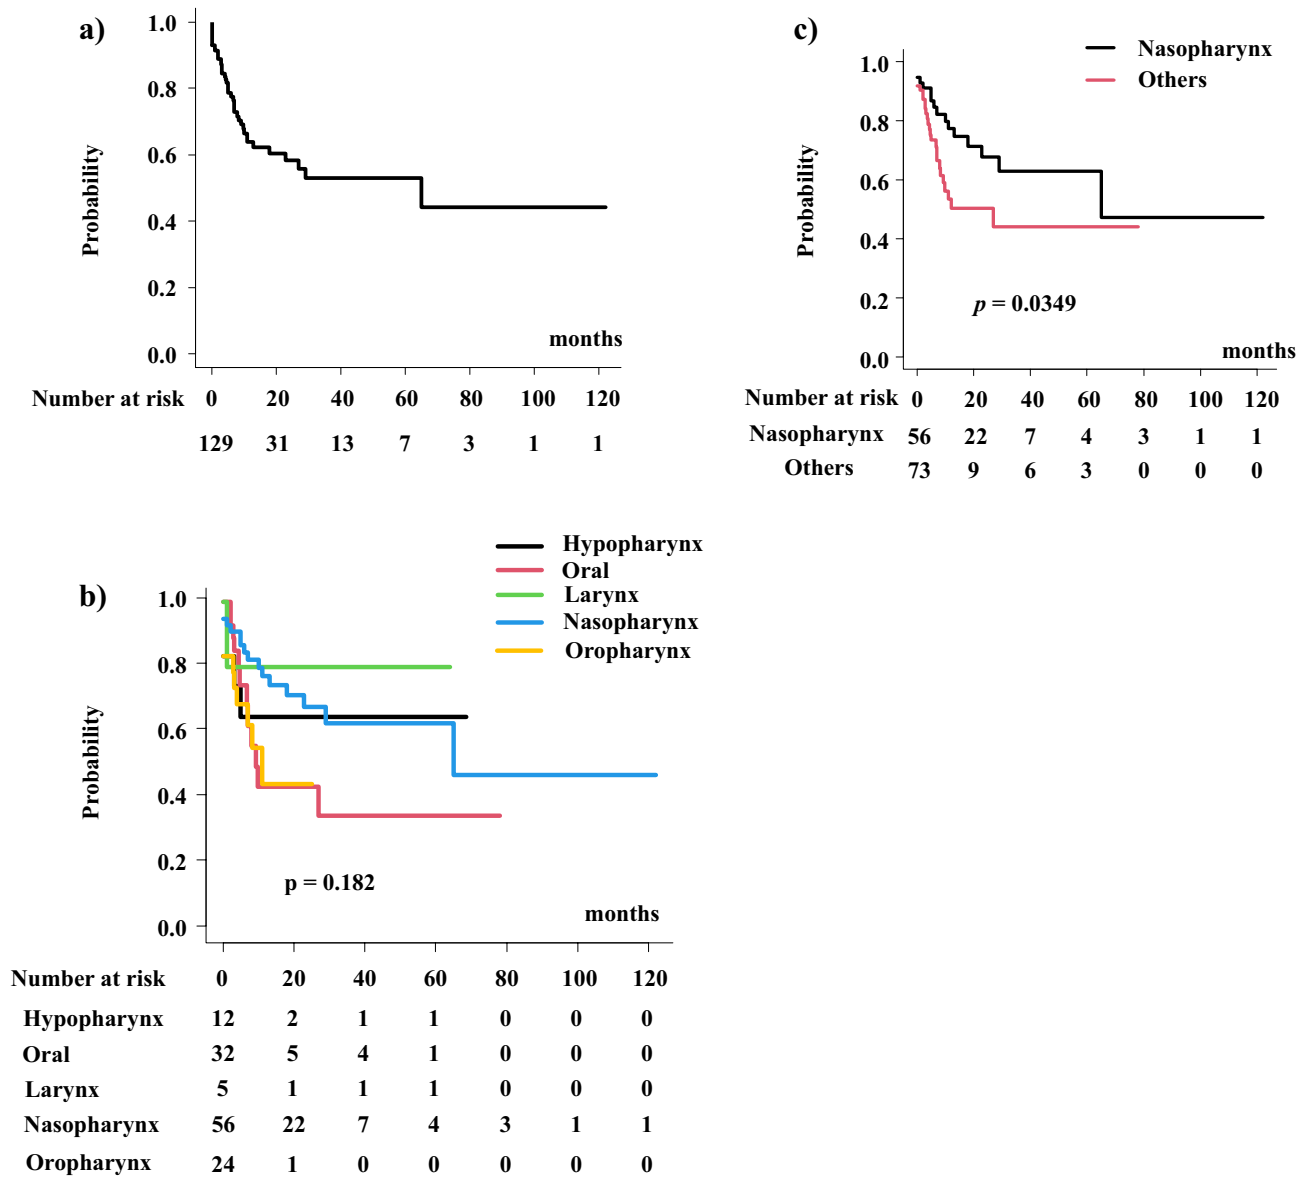 a)
1.0
0.8
0.6
0.4
0.2
0.0
Probability
months
Number at risk 0 20 40 60 80 100 120
129 31 13 7 3 1 1
c)
Nasopharynx
Others
1.0
0.8
0.6
0.4
0.2
0.0
Probability
p = 0.0349
months
Number at risk 0 20 40 60 80 100 120
Nasopharynx 56 22 7 4 3 1 1
Others 73 9 6 3 0 0 0
b)
Hypopharynx
Oral
Larynx
Nasopharynx
Oropharynx
1.0
0.8
0.6
0.4
0.2
0.0
Probability
p = 0.182
months
Number at risk 0 20 40 60 80 100 120
Hypopharynx 12 2 1 1 0 0 0
Oral 32 5 4 1 0 0 0
Larynx 5 1 1 1 0 0 0
Nasopharynx 56 22 7 4 3 1 1
Oropharynx 24 1 0 0 0 0 0